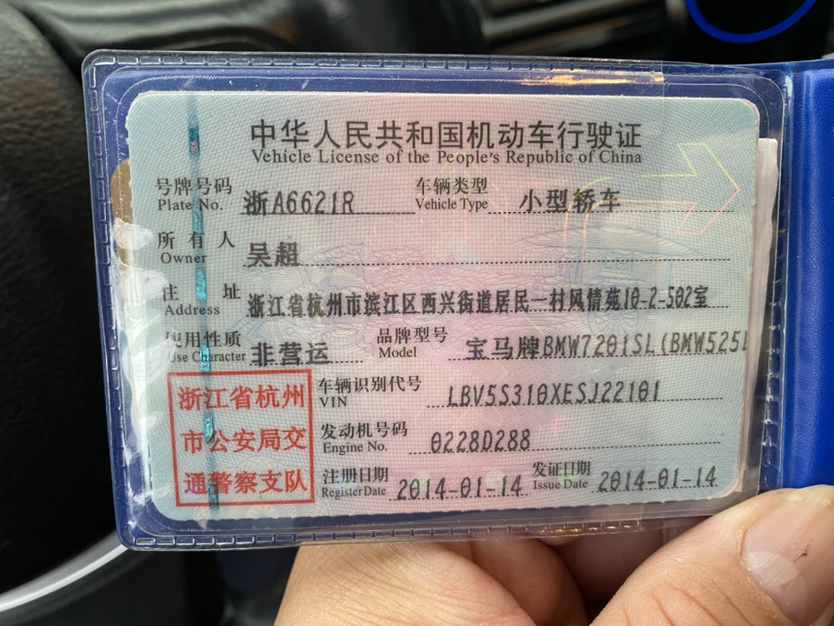 中华人民共和国机动车行驶证
Vehicle License of the People's Republic of China
号牌号码 Plate No. 浙A6621R 车辆类型 Vehicle Type 小型轿车
所有人 Owner 吴超
住址 Address 浙江省杭州市滨江区西兴街道居民一村风情苑10-2-502室
使用性质 Use Character 非营运 品牌型号 Model 宝马牌BMW7201SL(BMW525L
车辆识别代号 VIN LBV5S310XESJ22101
发动机号码 Engine No. 0228D288
注册日期 Register Date 2014-01-14 发证日期 Issue Date 2014-01-14
浙江省杭州
市公安局交
通警察支队